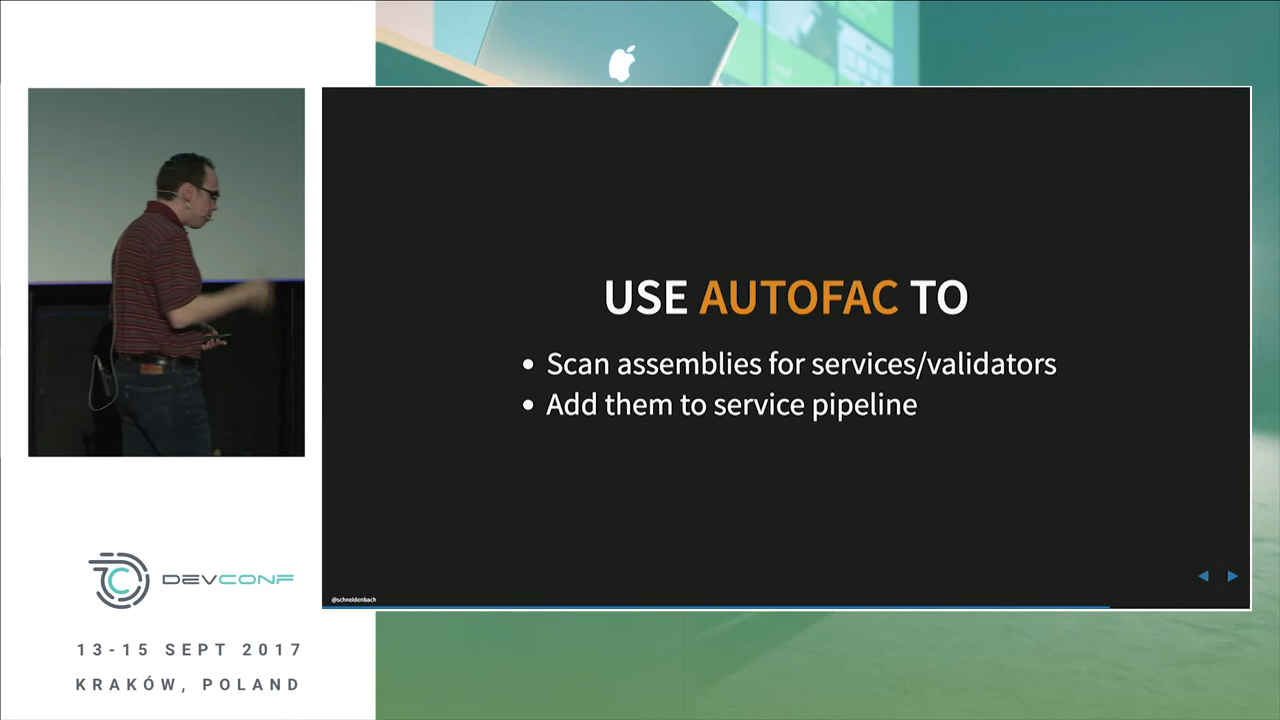 USE AUTOFAC TO
• Scan assemblies for services/validators
• Add them to service pipeline
@schneidenbach
DEVCONF
13-15 SEPT 2017
KRAKÓW, POLAND